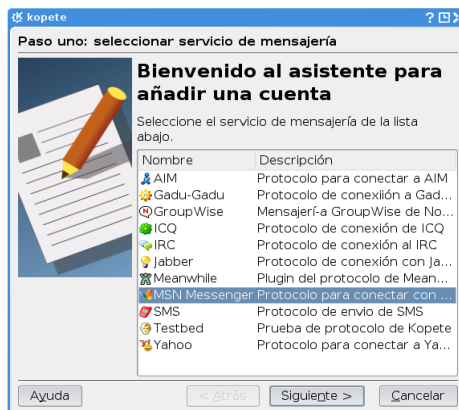 kopete
Paso uno: seleccionar servicio de mensajería
Bienvenido al asistente para
añadir una cuenta
Seleccione el servicio de mensajería de la lista
abajo.
Nombre Descripción
AIM Protocolo para conectar a AIM
Gadu-Gadu Protocolo de conexiión a Gad...
GroupWise Mensajerí-a GroupWise de No...
ICQ Protocolo de conexión de ICQ
IRC Protocolo de conexión al IRC
Jabber Protocolo de conexión con Ja...
Meanwhile Plugin del protocolo de Mean...
MSN Messenger Protocolo para conectar con ...
SMS Protocolo de envio de SMS
Testbed Prueba de protocolo de Kopete
Yahoo Protocolo para conectar a Ya...
Ayuda < Atrás Siguiente > Cancelar